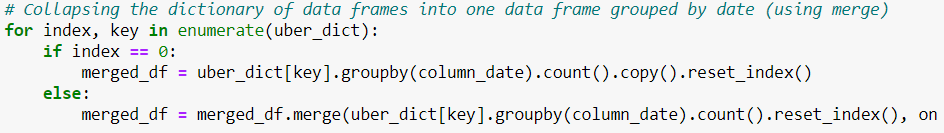 # Collapsing the dictionary of data frames into one data frame grouped by date (using merge)
for index, key in enumerate(uber_dict):
    if index == 0:
        merged_df = uber_dict[key].groupby(column_date).count().copy().reset_index()
    else:
        merged_df = merged_df.merge(uber_dict[key].groupby(column_date).count().reset_index(), on